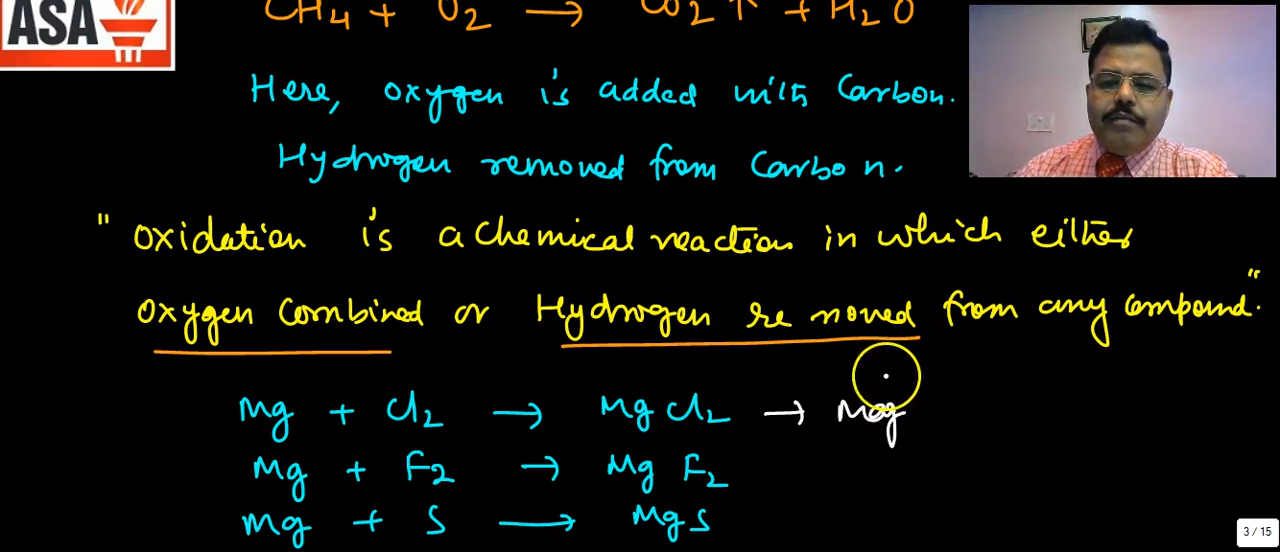 ASA
CH4 + O2 → CO2 ↑ + H2O
Here, oxygen is added with Carbon.
Hydrogen removed from Carbon.
" Oxidation is a chemical reaction in which either
Oxygen Combined or Hydrogen removed from any compound."
Mg + Cl2 → MgCl2 → Mg
Mg + F2 → MgF2
Mg + S → MgS
3 / 15